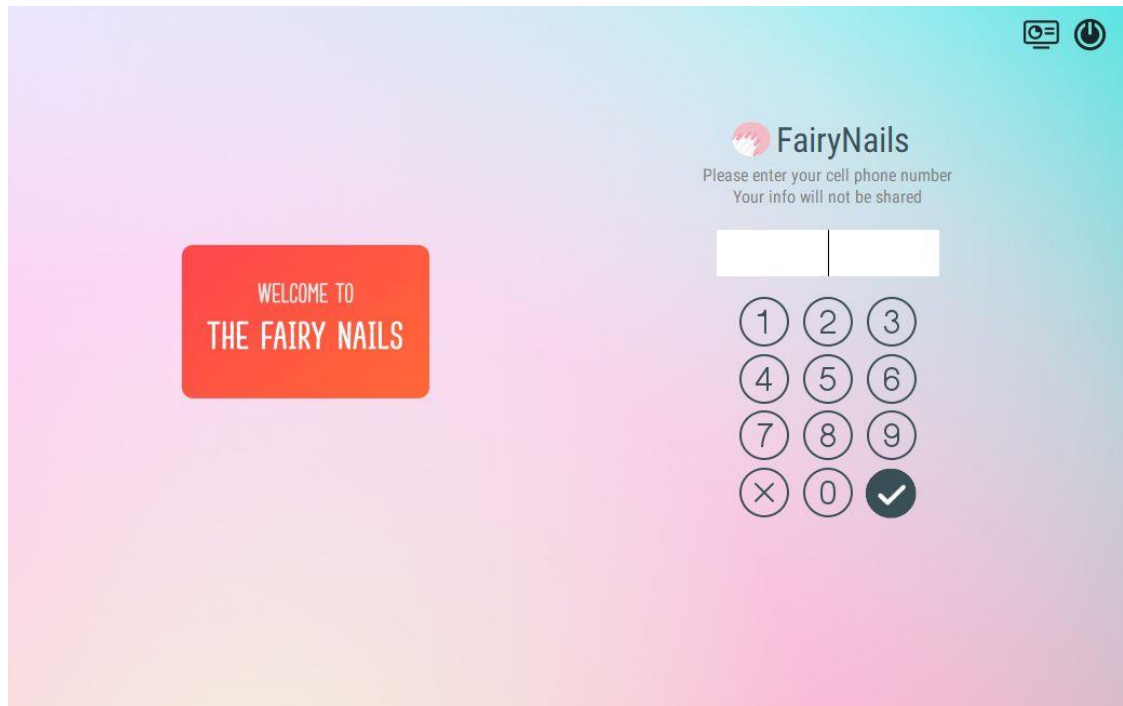 WELCOME TO
THE FAIRY NAILS
FairyNails
Please enter your cell phone number
Your info will not be shared
1 2 3
4 5 6
7 8 9
0